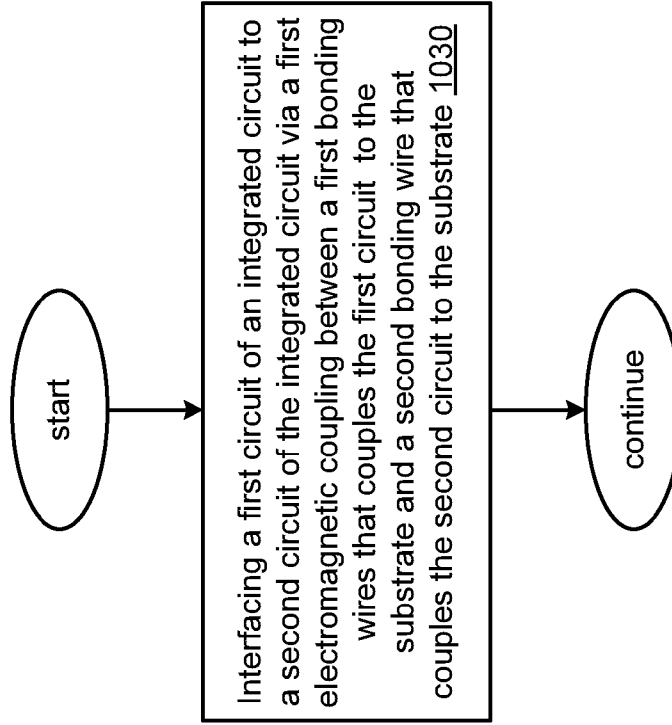 start
Interfacing a first circuit of an integrated circuit to
a second circuit of the integrated circuit via a first
electromagnetic coupling between a first bonding
wires that couples the first circuit to the
substrate and a second bonding wire that
couples the second circuit to the substrate 1030
continue